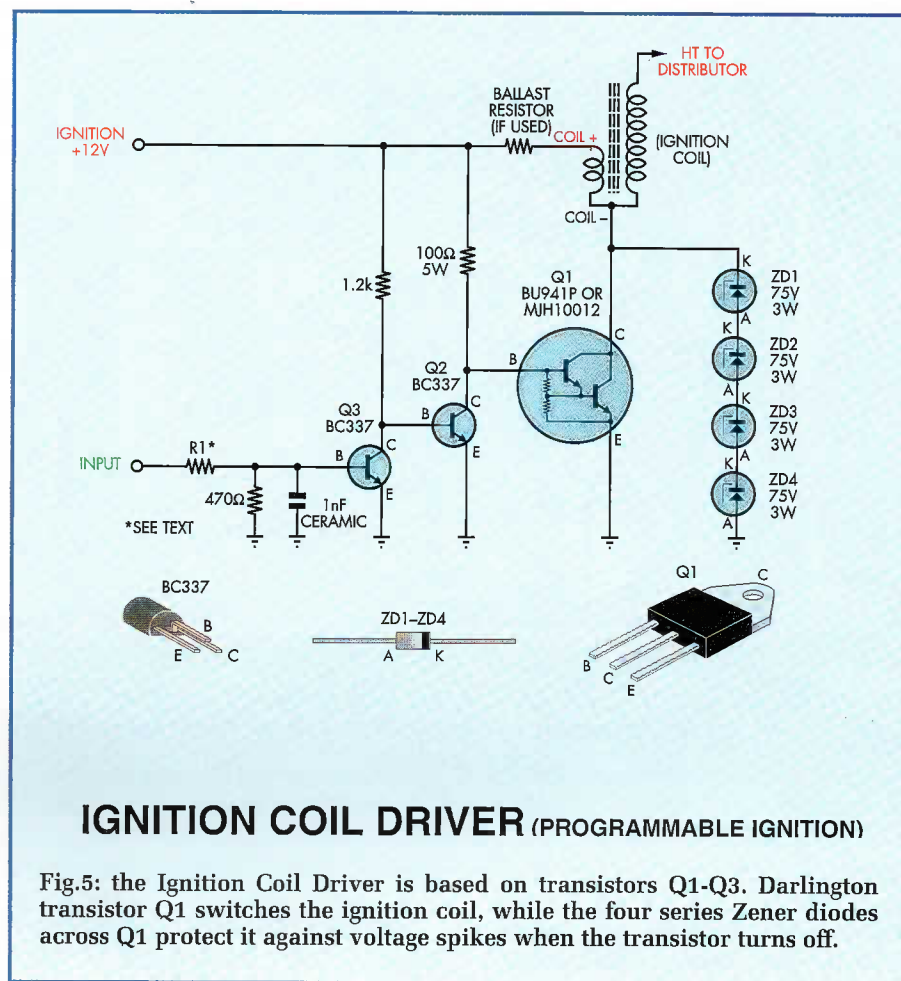 HT TO
DISTRIBUTOR
BALLAST
RESISTOR
(IF USED)
IGNITION
+12V
COIL +
(IGNITION
COIL)
COIL –
1.2k
100Ω
5W
Q1
BU941P OR
MJH10012
K
ZD1
75V
3W
A
K
ZD2
75V
3W
A
K
ZD3
75V
3W
A
K
ZD4
75V
3W
A
Q2
BC337
B
C
E
B
C
E
Q3
BC337
B
C
E
INPUT
R1*
470Ω
1nF
CERAMIC
*SEE TEXT
BC337
B
E
C
ZD1–ZD4
A
K
Q1
C
B
C
E
IGNITION COIL DRIVER (PROGRAMMABLE IGNITION)
Fig.5: the Ignition Coil Driver is based on transistors Q1-Q3. Darlington
transistor Q1 switches the ignition coil, while the four series Zener diodes
across Q1 protect it against voltage spikes when the transistor turns off.